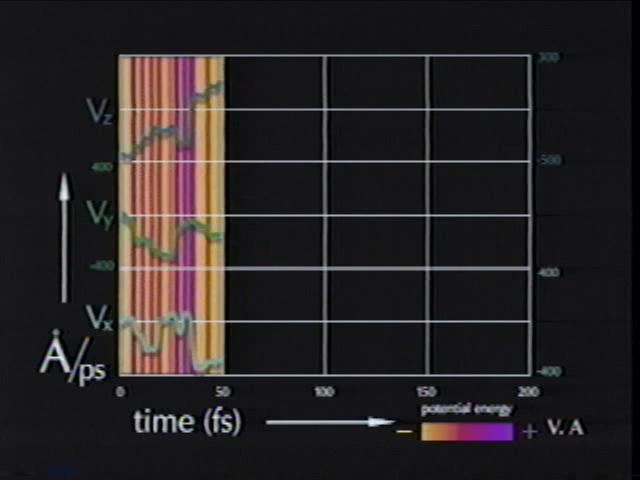 300
Vz
400
-500
Vy
-400
400
Vx
Å/ps
-400
0 50 100 150 200
time (fs)
potential energy
− + V. A